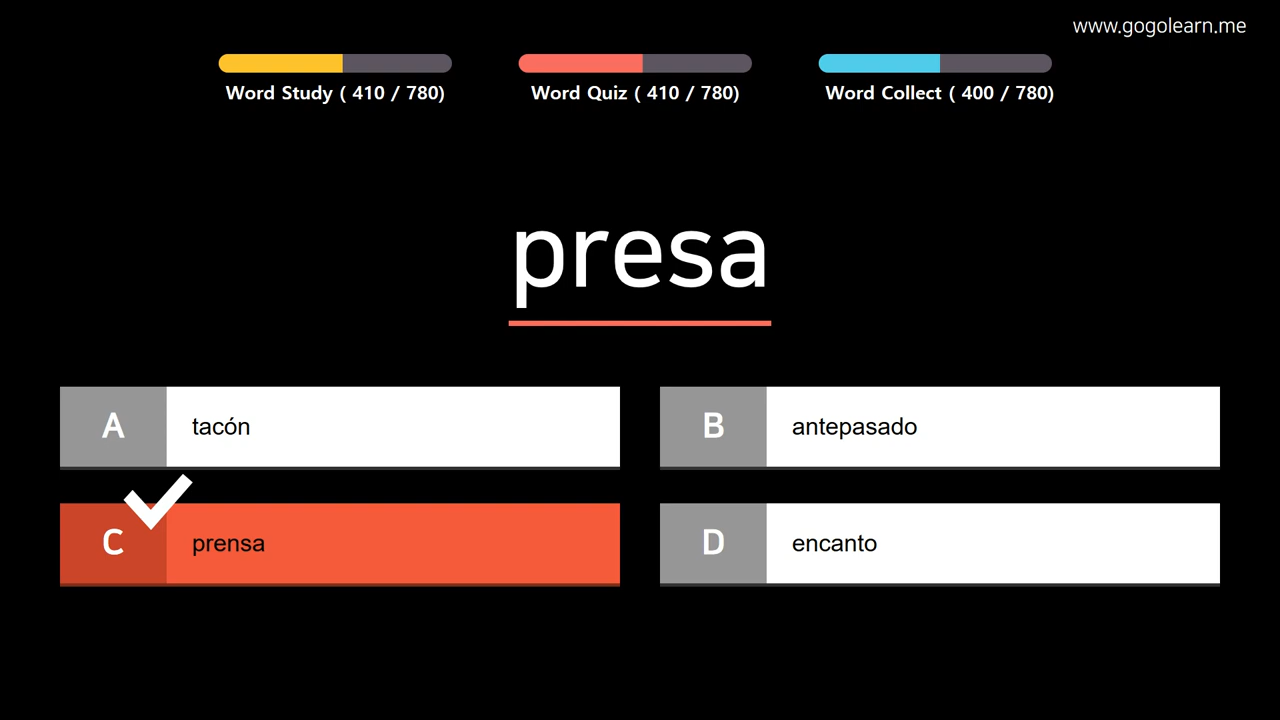 www.gogolearn.me
Word Study ( 410 / 780)
Word Quiz ( 410 / 780)
Word Collect ( 400 / 780)
presa
A tacón
B antepasado
C prensa
D encanto